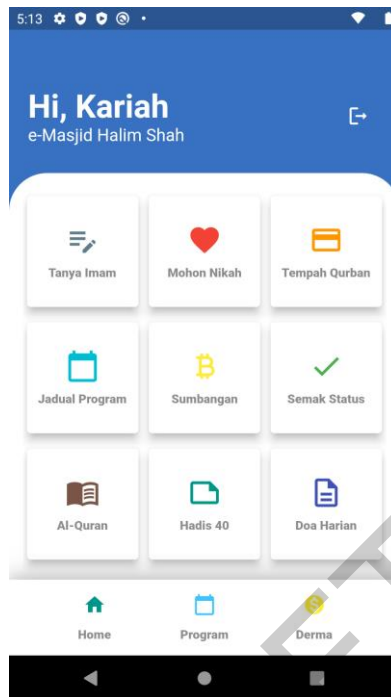 5:13
Hi, Kariah
e-Masjid Halim Shah
Tanya Imam
Mohon Nikah
Tempah Qurban
Jadual Program
Sumbangan
Semak Status
Al-Quran
Hadis 40
Doa Harian
Home
Program
Derma